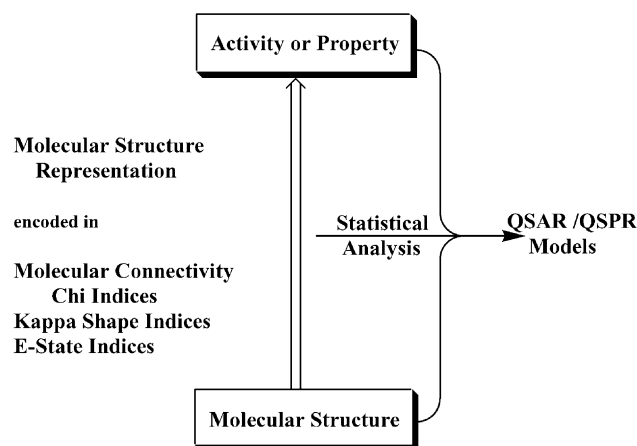 Activity or Property
Molecular Structure
Representation
encoded in
Statistical
Analysis
QSAR /QSPR
Models
Molecular Connectivity
Chi Indices
Kappa Shape Indices
E-State Indices
Molecular Structure